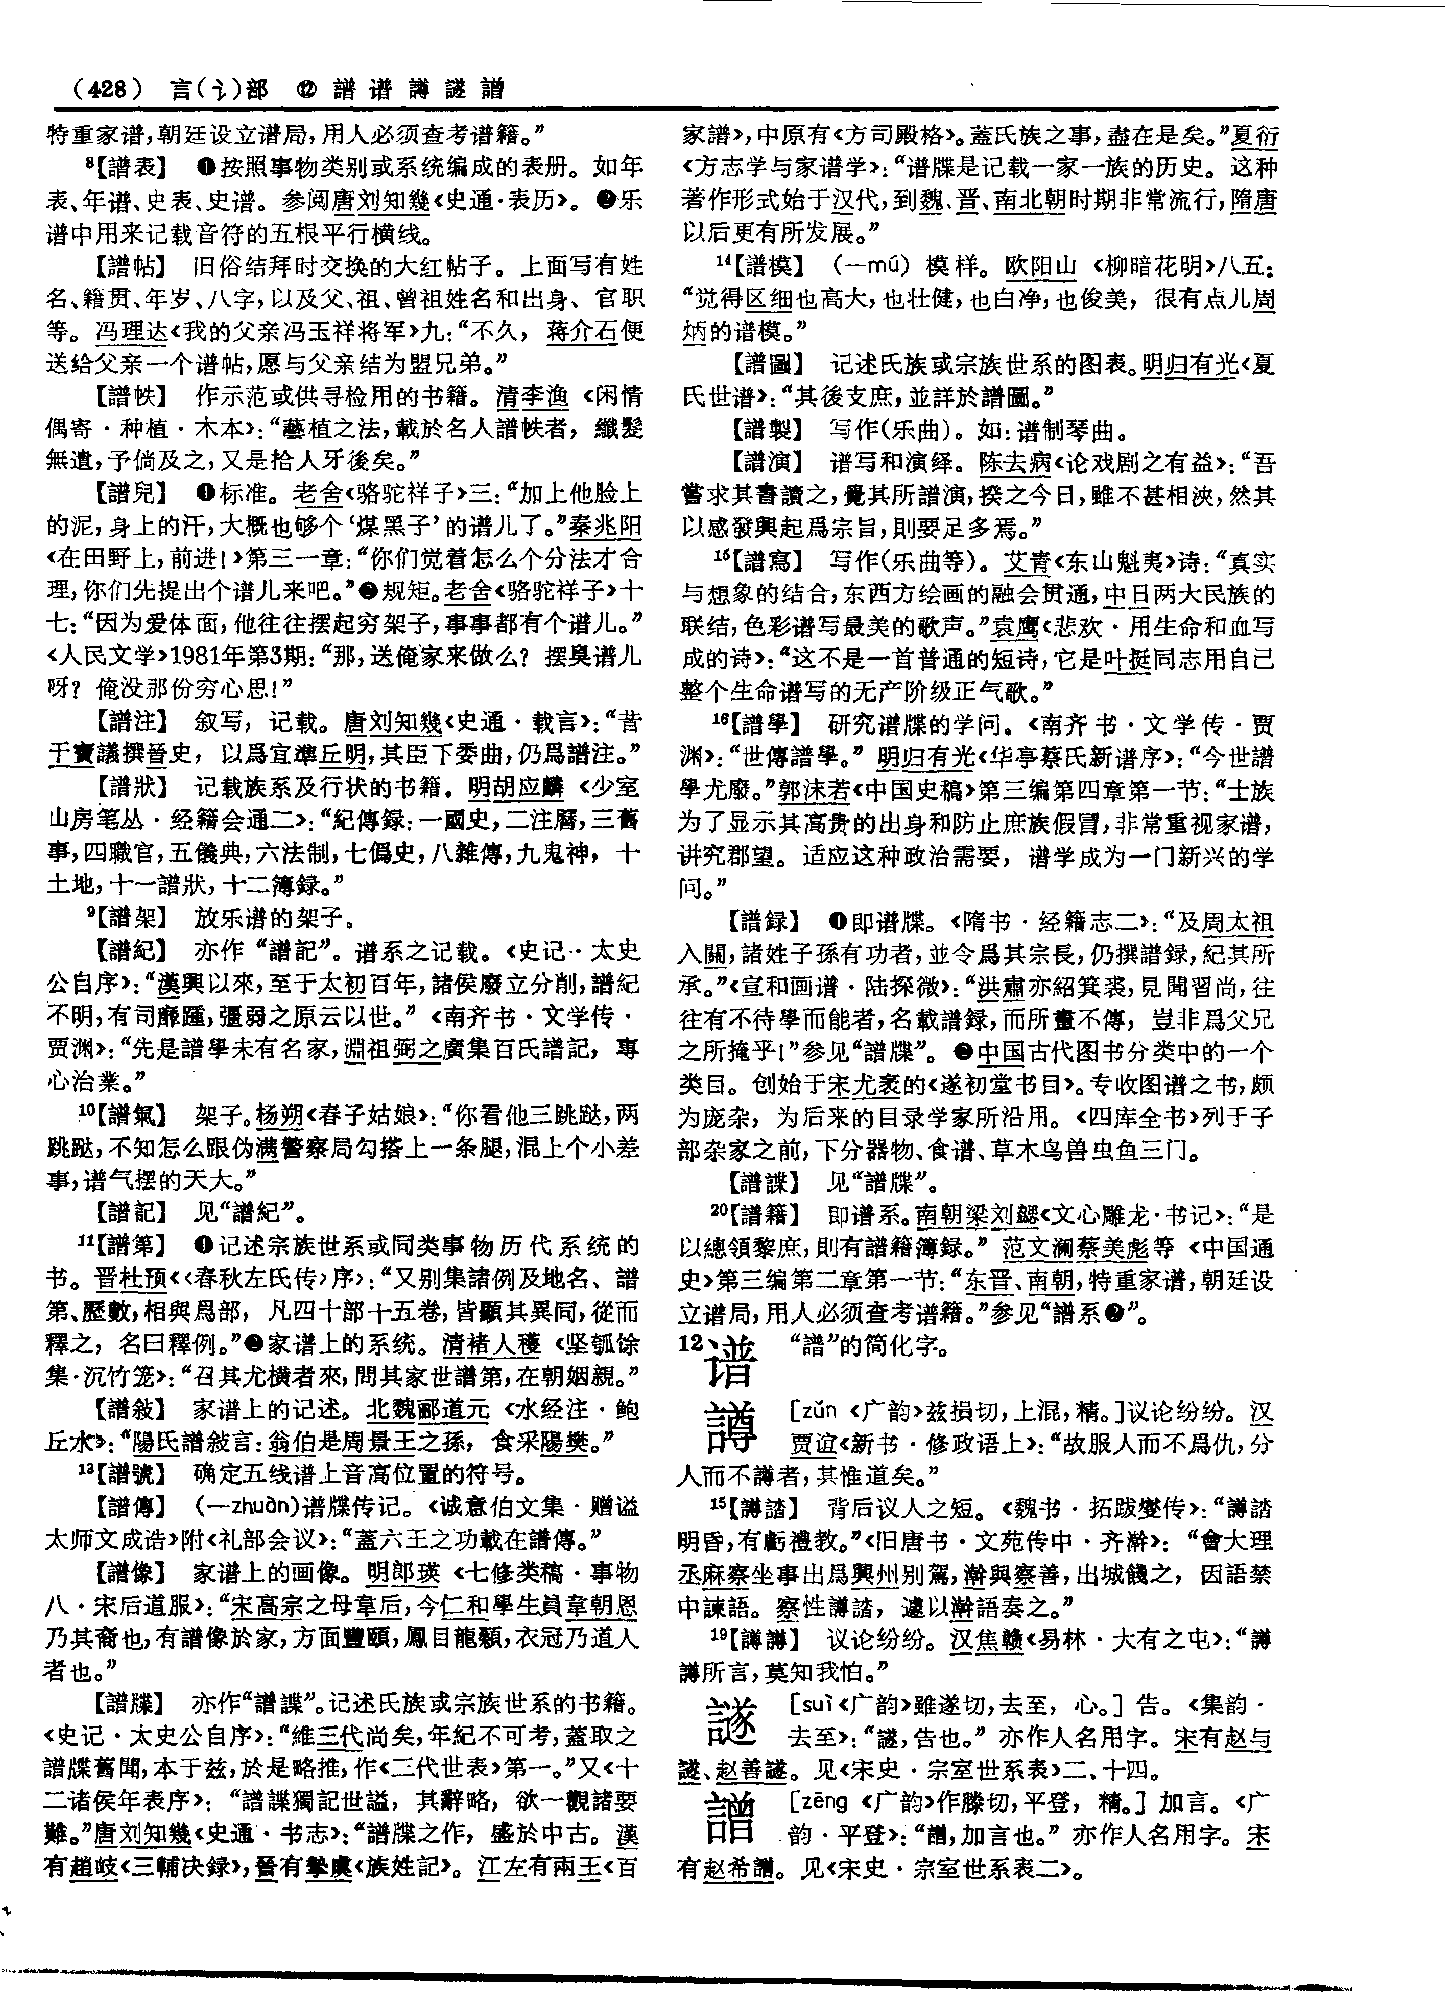 (428) 言(讠)部 ⑫ 譜谱譐譢譄
特重家谱，朝廷设立谱局，用人必须查考谱籍。”
8【譜表】 ❶按照事物类别或系统编成的表册。如年
表、年谱、史表、史谱。参阅唐刘知幾《史通·表历》。❷乐
谱中用来记载音符的五根平行横线。
【譜帖】 旧俗结拜时交换的大红帖子。上面写有姓
名、籍贯、年岁、八字，以及父、祖、曾祖姓名和出身、官职
等。冯理达《我的父亲冯玉祥将军》九：“不久，蒋介石便
送给父亲一个谱帖，愿与父亲结为盟兄弟。”
【譜帙】 作示范或供寻检用的书籍。清李渔《闲情
偶寄·种植·木本》：“藝植之法，載於名人譜帙者，纖髮
無遺，予倘及之，又是拾人牙後矣。”
【譜兒】 ❶标准。老舍《骆驼祥子》三：“加上他脸上
的泥，身上的汗，大概也够个‘煤黑子’的谱儿了。”秦兆阳
《在田野上，前进！》第三一章：“你们觉着怎么个分法才合
理，你们先提出个谱儿来吧。”❷规矩。老舍《骆驼祥子》十
七：“因为爱体面，他往往摆起穷架子，事事都有个谱儿。”
《人民文学》1981年第3期：“那，送俺家来做么？摆臭谱儿
呀？俺没那份穷心思！”
【譜注】 叙写，记载。唐刘知幾《史通·载言》：“昔
于寶議撰晉史，以爲宜準丘明，其臣下委曲，仍爲譜注。”
【譜狀】 记载族系及行状的书籍。明胡应麟《少室
山房笔丛·经籍会通二》：“紀傳録：一國史，二注曆，三舊
事，四職官，五儀典，六法制，七僞史，八雜傳，九鬼神，十
土地，十一譜狀，十二簿録。”
9【譜架】 放乐谱的架子。
【譜紀】 亦作“譜記”。谱系之记载。《史记·太史
公自序》：“漢興以來，至于太初百年，諸侯廢立分削，譜紀
不明，有司靡踵，彊弱之原云以世。”《南齐书·文学传·
贾渊》：“先是譜學未有名家，淵祖弼之廣集百氏譜記，專
心治業。”
10【譜氣】 架子。杨朔《春子姑娘》：“你看他三跳跶，两
跳跶，不知怎么跟伪满警察局勾搭上一条腿，混上个小差
事，谱气摆的天大。”
【譜記】 见“譜紀”。
11【譜第】 ❶记述宗族世系或同类事物历代系统的
书。晋杜预《〈春秋左氏传〉序》：“又别集諸例及地名、譜
第、歷數，相與爲部，凡四十部十五卷，皆顯其異同，從而
釋之，名曰釋例。”❷家谱上的系统。清褚人穫《坚瓠馀
集·沉竹笼》：“召其尤横者來，問其家世譜第，在朝姻親。”
【譜敍】 家谱上的记述。北魏郦道元《水经注·鲍
丘水》：“陽氏譜敍言：翁伯是周景王之孫，食采陽樊。”
13【譜號】 确定五线谱上音高位置的符号。
【譜傳】 (—zhuàn)谱牒传记。《诚意伯文集·赠谥
太师文成诰》附《礼部会议》：“蓋六王之功載在譜傳。”
【譜像】 家谱上的画像。明郎瑛《七修类稿·事物
八·宋后道服》：“宋高宗之母韋后，今仁和學生員韋朝恩
乃其裔也，有譜像於家，方面豐頤，鳳目龍顙，衣冠乃道人
者也。”
【譜牒】 亦作“譜諜”。记述氏族或宗族世系的书籍。
《史记·太史公自序》：“維三代尚矣，年紀不可考，蓋取之
譜牒舊聞，本于兹，於是略推，作《三代世表》第一。”又《十
二诸侯年表序》：“譜諜獨記世謚，其辭略，欲一觀諸要
難。”唐刘知幾《史通·书志》：“譜牒之作，盛於中古。漢
有趙岐《三輔决録》，晉有摯虞《族姓記》。江左有兩王《百
家譜》，中原有《方司殿格》。蓋氏族之事，盡在是矣。”夏衍
《方志学与家谱学》：“谱牒是记载一家一族的历史。这种
著作形式始于汉代，到魏、晋、南北朝时期非常流行，隋唐
以后更有所发展。”
14【譜模】 (—mú) 模样。欧阳山《柳暗花明》八五：
“觉得区细也高大，也壮健，也白净，也俊美，很有点儿周
炳的谱模。”
【譜圖】 记述氏族或宗族世系的图表。明归有光《夏
氏世谱》：“其後支庶，並詳於譜圖。”
【譜製】 写作(乐曲)。如：谱制琴曲。
【譜演】 谱写和演绎。陈去病《论戏剧之有益》：“吾
嘗求其書讀之，覺其所譜演，揆之今日，雖不甚相浹，然其
以感發興起爲宗旨，則要足多焉。”
15【譜寫】 写作(乐曲等)。艾青《东山魁夷》诗：“真实
与想象的结合，东西方绘画的融会贯通，中日两大民族的
联结，色彩谱写最美的歌声。”袁鹰《悲欢·用生命和血写
成的诗》：“这不是一首普通的短诗，它是叶挺同志用自己
整个生命谱写的无产阶级正气歌。”
16【譜學】 研究谱牒的学问。《南齐书·文学传·贾
渊》：“世傳譜學。”明归有光《华亭蔡氏新谱序》：“今世譜
學尤廢。”郭沫若《中国史稿》第三编第四章第一节：“士族
为了显示其高贵的出身和防止庶族假冒，非常重视家谱，
讲究郡望。适应这种政治需要，谱学成为一门新兴的学
问。”
【譜録】 ❶即谱牒。《隋书·经籍志二》：“及周太祖
入關，諸姓子孫有功者，並令爲其宗長，仍撰譜録，紀其所
承。”《宣和画谱·陆探微》：“洪肅亦紹箕裘，見聞習尚，往
往有不待學而能者，名載譜録，而所畫不傳，豈非爲父兄
之所掩乎！”参见“譜牒”。❷中国古代图书分类中的一个
类目。创始于宋尤袤的《遂初堂书目》。专收图谱之书，颇
为庞杂，为后来的目录学家所沿用。《四库全书》列于子
部杂家之前，下分器物、食谱、草木鸟兽虫鱼三门。
【譜諜】 见“譜牒”。
20【譜籍】 即谱系。南朝梁刘勰《文心雕龙·书记》：“是
以總領黎庶，則有譜籍簿録。”范文澜蔡美彪等《中国通
史》第三编第二章第一节：“东晋、南朝，特重家谱，朝廷设
立谱局，用人必须查考谱籍。”参见“譜系❷”。
12谱 “譜”的简化字。
譐 [zǔn《广韵》兹損切，上混，精。]议论纷纷。汉
贾谊《新书·修政语上》：“故服人而不爲仇，分
人而不譐者，其惟道矣。”
15【譐誻】 背后议人之短。《魏书·拓跋燮传》：“譐誻
明昏，有虧禮教。”《旧唐书·文苑传中·齐澣》：“會大理
丞麻察坐事出爲興州别駕，澣與察善，出城餞之，因語禁
中諫語。察性譐誻，遽以澣語奏之。”
19【譐譐】 议论纷纷。汉焦赣《易林·大有之屯》：“譐
譐所言，莫知我怕。”
譢 [suì《广韵》雖遂切，去至，心。] 告。《集韵·
去至》：“譢，告也。”亦作人名用字。宋有赵与
譢、赵善譢。见《宋史·宗室世系表》二、十四。
譄 [zēng《广韵》作滕切，平登，精。] 加言。《广
韵·平登》：“譄，加言也。”亦作人名用字。宋
有赵希譄。见《宋史·宗室世系表二》。